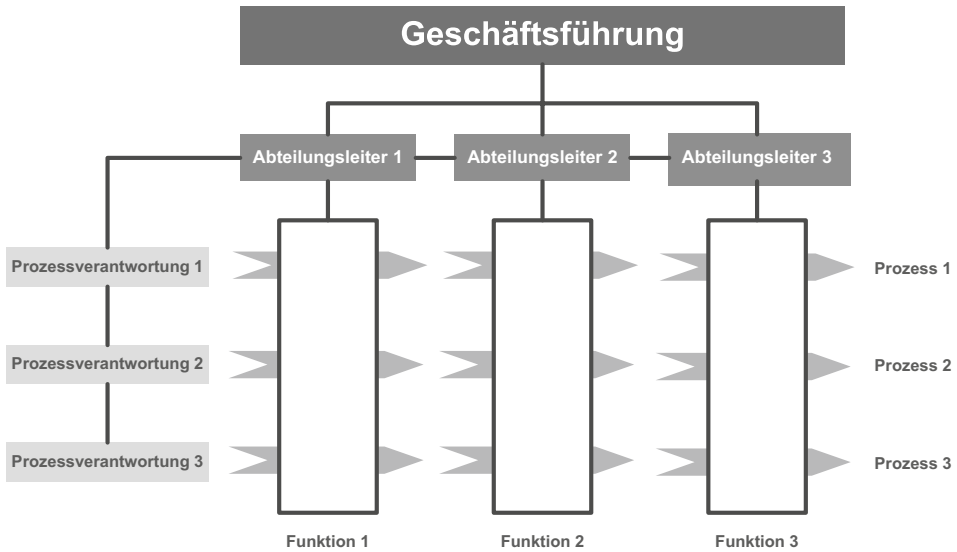 Geschäftsführung
Abteilungsleiter 1
Abteilungsleiter 2
Abteilungsleiter 3
Prozessverantwortung 1
Prozess 1
Prozessverantwortung 2
Prozess 2
Prozessverantwortung 3
Prozess 3
Funktion 1
Funktion 2
Funktion 3